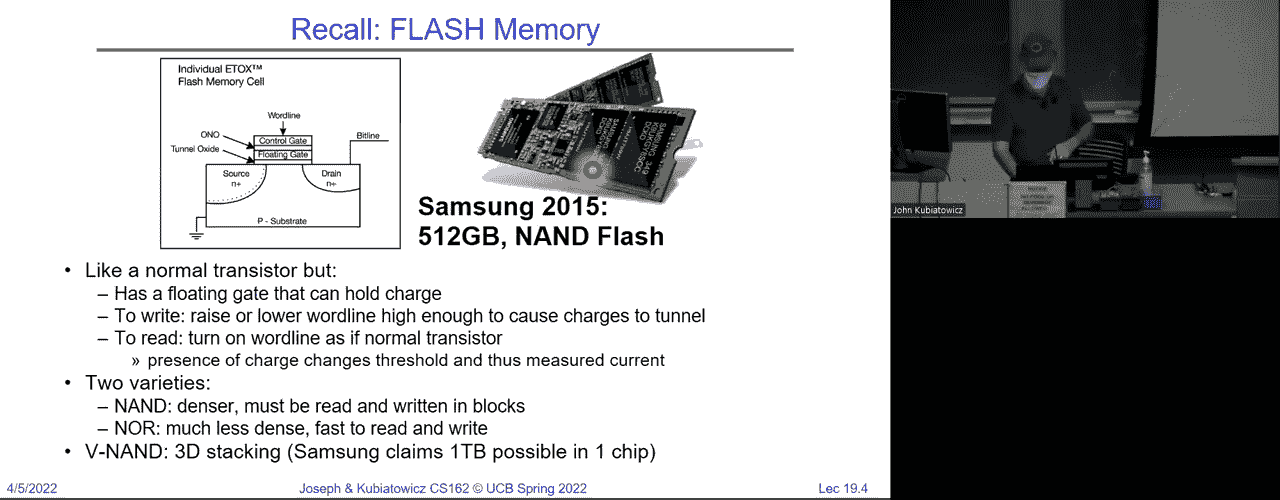 Recall: FLASH Memory
Individual ETOX™
Flash Memory Cell
Wordline
ONO
Control Gate
Bitline
Tunnel Oxide
Floating Gate
Source
n+
Drain
n+
P - Substrate
SAMSUNG
Samsung 2015:
512GB, NAND Flash
• Like a normal transistor but:
– Has a floating gate that can hold charge
– To write: raise or lower wordline high enough to cause charges to tunnel
– To read: turn on wordline as if normal transistor
» presence of charge changes threshold and thus measured current
• Two varieties:
– NAND: denser, must be read and written in blocks
– NOR: much less dense, fast to read and write
• V-NAND: 3D stacking (Samsung claims 1TB possible in 1 chip)
4/5/2022
Joseph & Kubiatowicz CS162 © UCB Spring 2022
Lec 19.4
John Kubiatowicz